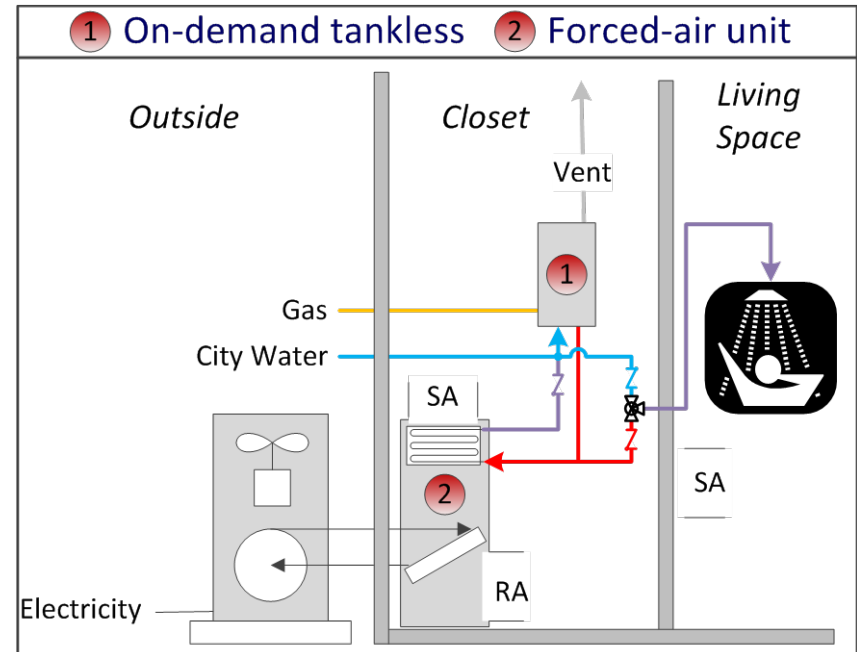 1 On-demand tankless 2 Forced-air unit
Outside
Closet
Living
Space
Vent
1
Gas
City Water
SA
2
SA
RA
Electricity